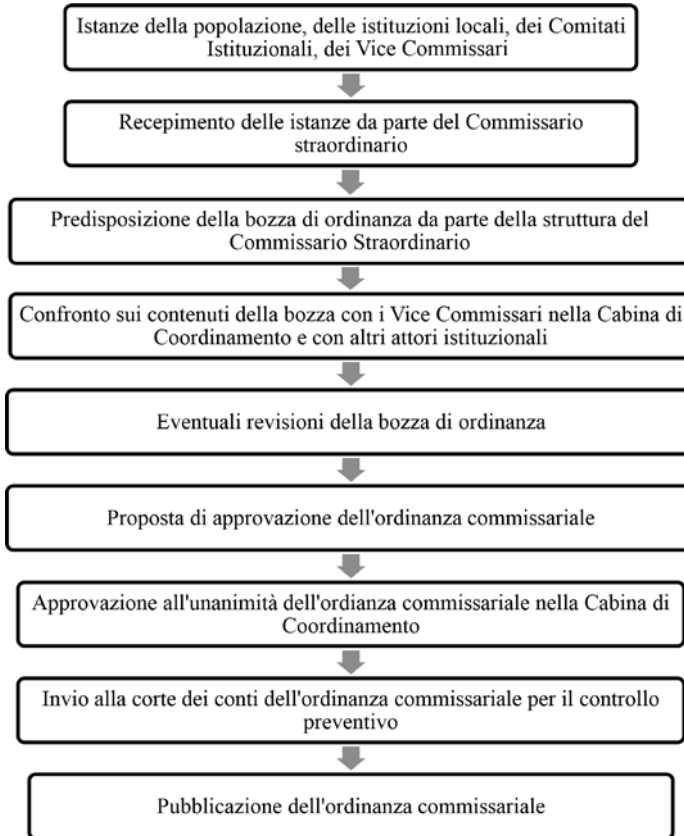 Istanze della popolazione, delle istituzioni locali, dei Comitati
Istituzionali, dei Vice Commissari
Recepimento delle istanze da parte del Commissario
straordinario
Predisposizione della bozza di ordinanza da parte della struttura del
Commissario Straordinario
Confronto sui contenuti della bozza con i Vice Commissari nella Cabina di
Coordinamento e con altri attori istituzionali
Eventuali revisioni della bozza di ordinanza
Proposta di approvazione dell'ordinanza commissariale
Approvazione all'unanimità dell'ordianza commissariale nella Cabina di
Coordinamento
Invio alla corte dei conti dell'ordinanza commissariale per il controllo
preventivo
Pubblicazione dell'ordinanza commissariale